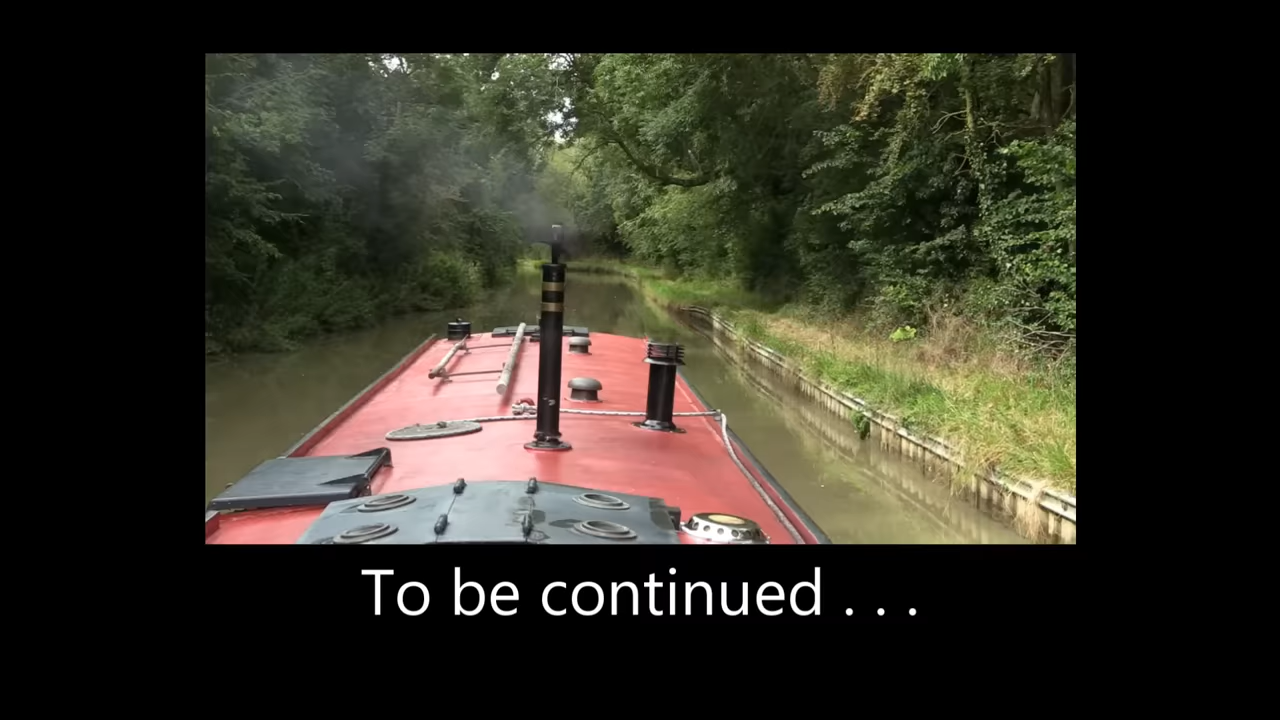 To be continued . . .